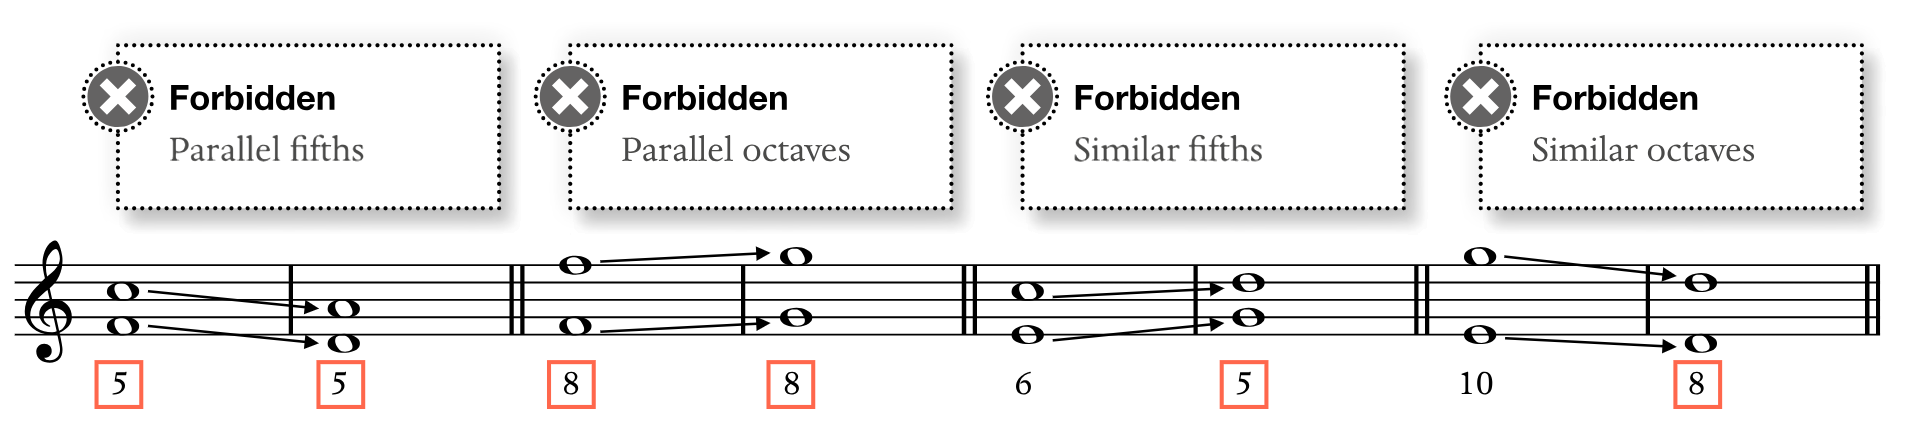 Forbidden
Parallel fifths
Forbidden
Parallel octaves
Forbidden
Similar fifths
Forbidden
Similar octaves
5 5 8 8 6 5 10 8